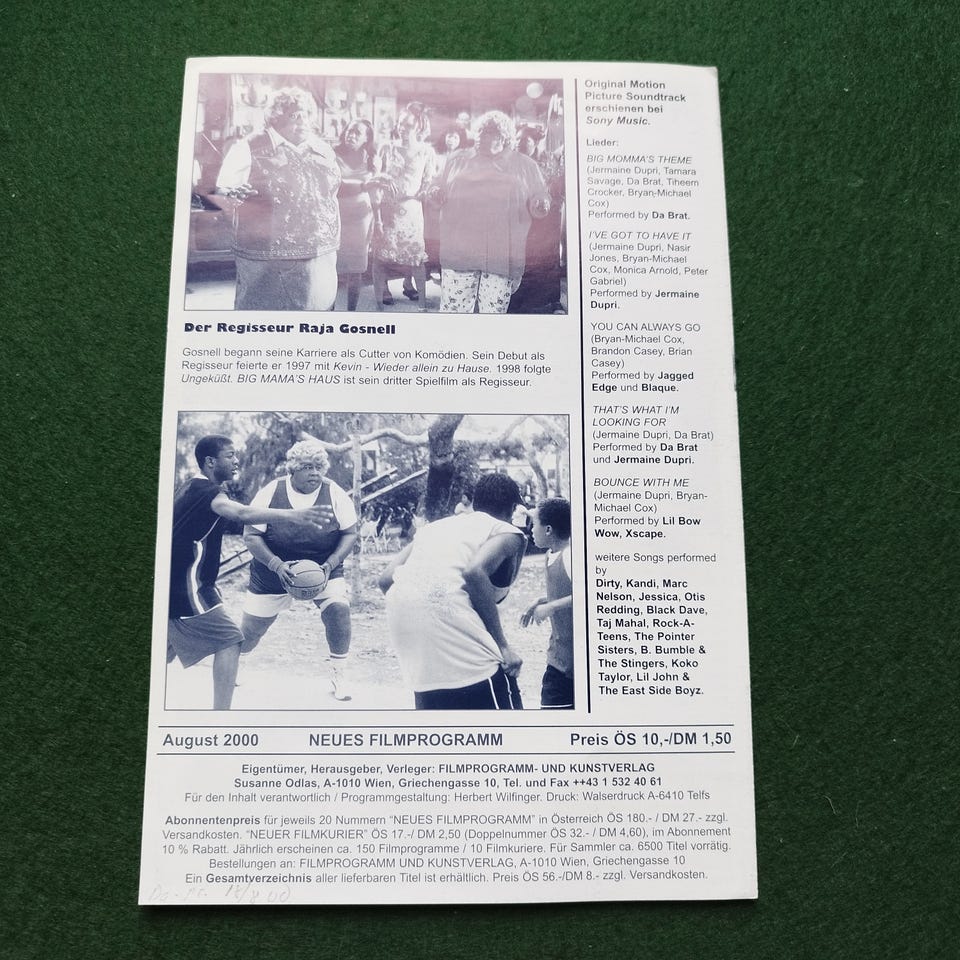 Der Regisseur Raja Gosnell
Gosnell begann seine Karriere als Cutter von Komödien. Sein Debut als
Regisseur feierte er 1997 mit Kevin - Wieder allein zu Hause. 1998 folgte
Ungeküßt. BIG MAMA'S HAUS ist sein dritter Spielfilm als Regisseur.
Original Motion
Picture Soundtrack
erschienen bei
Sony Music.
Lieder:
BIG MOMMA'S THEME
(Jermaine Dupri, Tamara
Savage, Da Brat, Tiheem
Crocker, Bryan-Michael
Cox)
Performed by Da Brat.
I'VE GOT TO HAVE IT
(Jermaine Dupri, Nasir
Jones, Bryan-Michael
Cox, Monica Arnold, Peter
Gabriel)
Performed by Jermaine
Dupri.
YOU CAN ALWAYS GO
(Bryan-Michael Cox,
Brandon Casey, Brian
Casey)
Performed by Jagged
Edge und Blaque.
THAT'S WHAT I'M
LOOKING FOR
(Jermaine Dupri, Da Brat)
Performed by Da Brat
und Jermaine Dupri.
BOUNCE WITH ME
(Jermaine Dupri, Bryan-
Michael Cox)
Performed by Lil Bow
Wow, Xscape.
weitere Songs performed
by
Dirty, Kandi, Marc
Nelson, Jessica, Otis
Redding, Black Dave,
Taj Mahal, Rock-A-
Teens, The Pointer
Sisters, B. Bumble &
The Stingers, Koko
Taylor, Lil John &
The East Side Boyz.
August 2000 NEUES FILMPROGRAMM Preis ÖS 10,-/DM 1,50
Eigentümer, Herausgeber, Verleger: FILMPROGRAMM- UND KUNSTVERLAG
Susanne Odlas, A-1010 Wien, Griechengasse 10, Tel. und Fax ++43 1 532 40 61
Für den Inhalt verantwortlich / Programmgestaltung: Herbert Wilfinger. Druck: Walserdruck A-6410 Telfs
Abonnentenpreis für jeweils 20 Nummern "NEUES FILMPROGRAMM" in Österreich ÖS 180.- / DM 27.- zzgl.
Versandkosten. "NEUER FILMKURIER" ÖS 17.-/ DM 2,50 (Doppelnummer ÖS 32.- / DM 4,60), im Abonnement
10 % Rabatt. Jährlich erscheinen ca. 150 Filmprogramme / 10 Filmkuriere. Für Sammler ca. 6500 Titel vorrätig.
Bestellungen an: FILMPROGRAMM UND KUNSTVERLAG, A-1010 Wien, Griechengasse 10
Ein Gesamtverzeichnis aller lieferbaren Titel ist erhältlich. Preis ÖS 56.-/DM 8.- zzgl. Versandkosten.